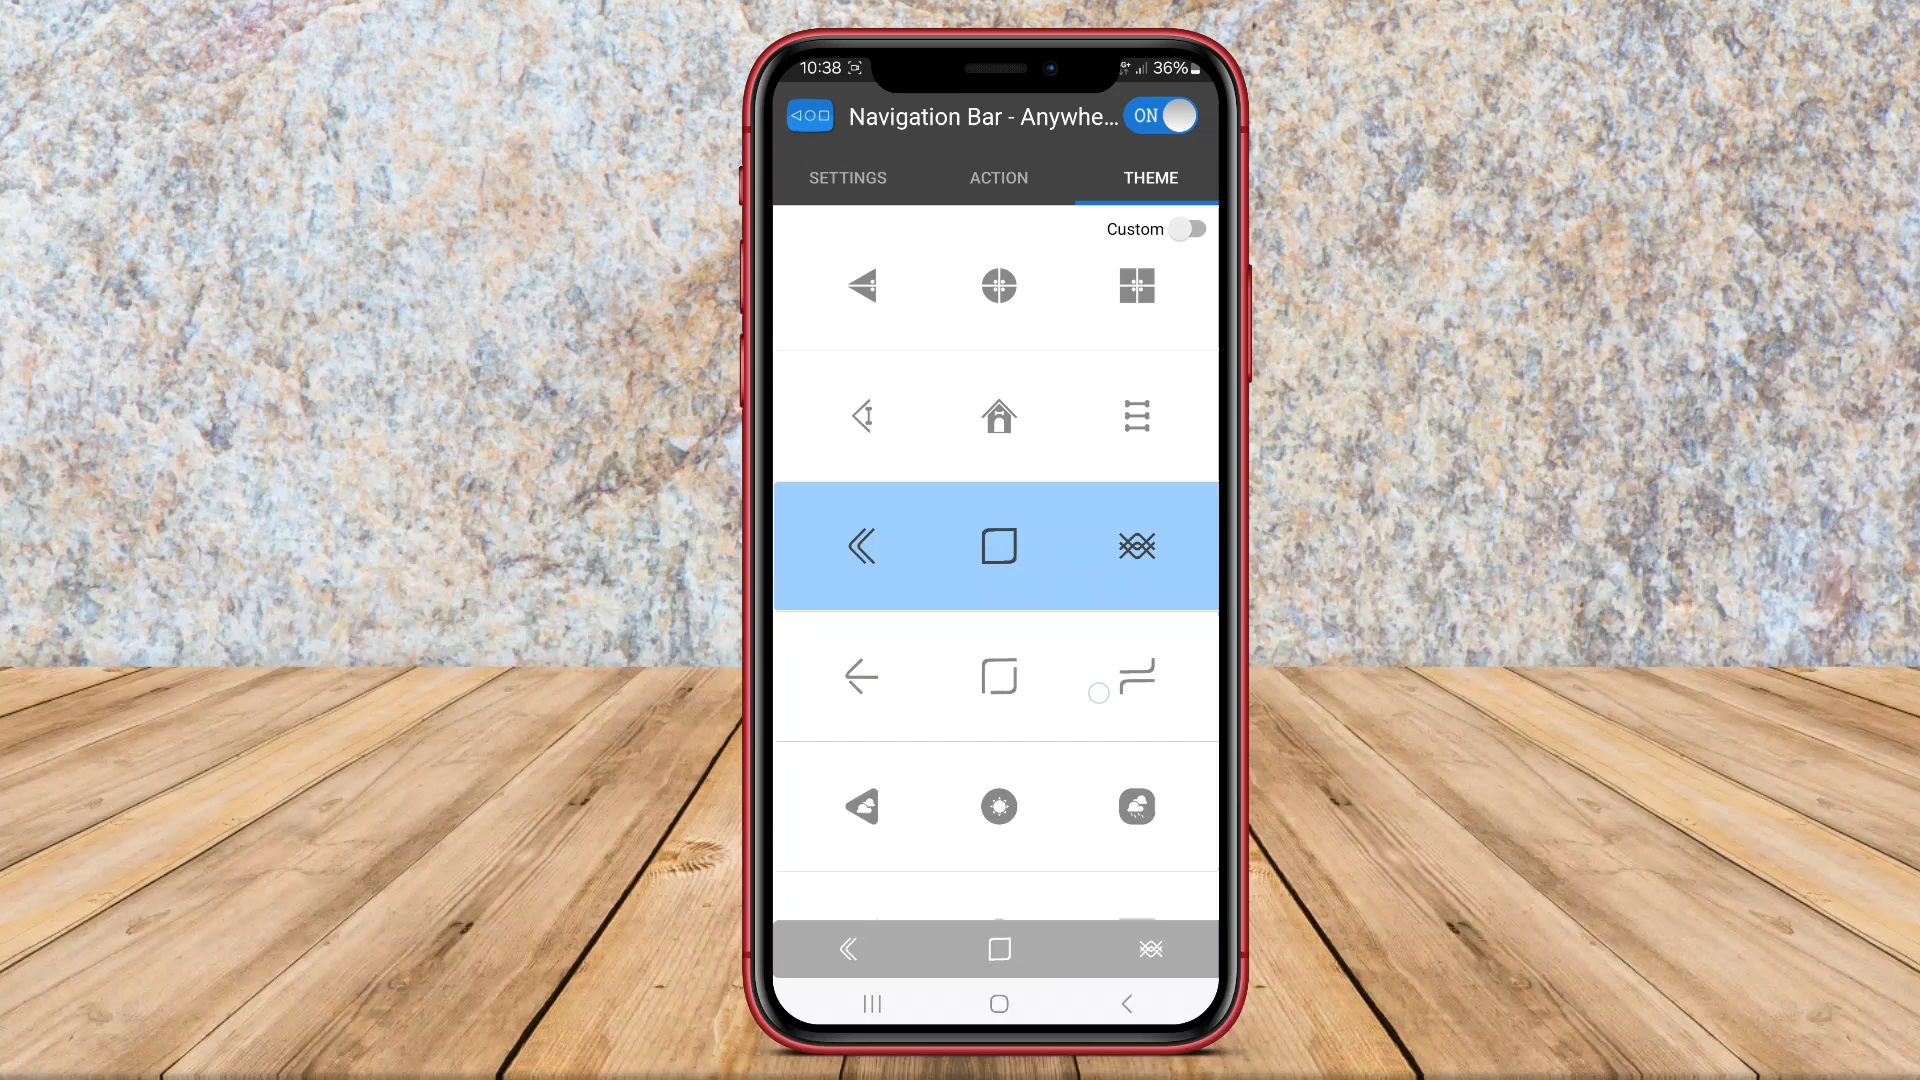 10:38 36%
Navigation Bar - Anywhe... ON
SETTINGS ACTION THEME
Custom